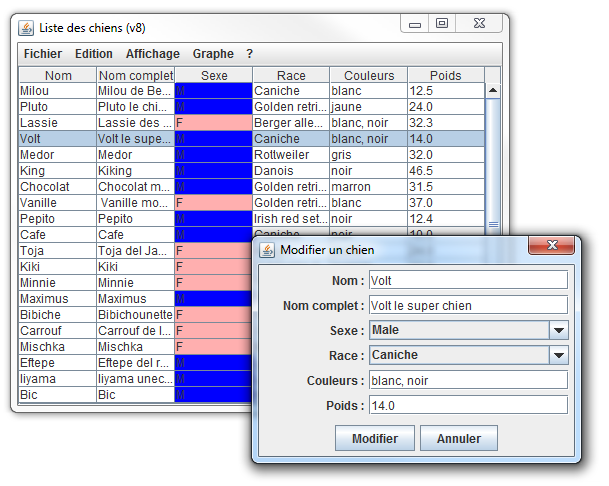 Liste des chiens (v8)
Fichier Edition Affichage Graphe ?
Nom Nom complet Sexe Race Couleurs Poids
Milou Milou de Be... M Caniche blanc 12.5
Pluto Pluto le chi... M Golden retri... jaune 24.0
Lassie Lassie des ... F Berger alle... blanc, noir 32.3
Volt Volt le supe... M Caniche blanc, noir 14.0
Medor Medor M Rottweiler gris 32.0
King Kiking M Danois noir 46.5
Chocolat Chocolat m... M Golden retri... marron 31.5
Vanille Vanille mo... F Golden retri... blanc 37.0
Pepito Pepito M Irish red set... noir 12.4
Cafe Cafe M Caniche noir 10.0
Toja Toja del Ja... F
Kiki Kiki F
Minnie Minnie F
Maximus Maximus M
Bibiche Bibichounette F
Carrouf Carrouf de l... F
Mischka Mischka F
Eftepe Eftepe del r... M
Iiyama Iiyama unec... M
Bic Bic M
Modifier un chien
Nom : Volt
Nom complet : Volt le super chien
Sexe : Male
Race : Caniche
Couleurs : blanc, noir
Poids : 14.0
Modifier Annuler